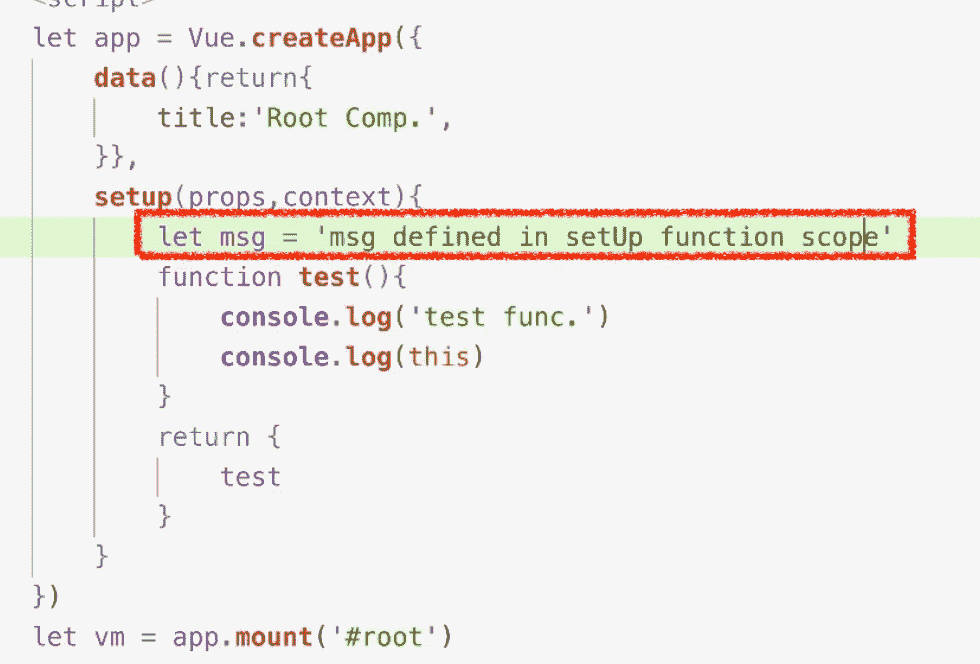 <script>
let app = Vue.createApp({
data(){return{
title:'Root Comp.',
}},
setup(props,context){
let msg = 'msg defined in setUp function scope'
function test(){
console.log('test func.')
console.log(this)
}
return {
test
}
}
})
let vm = app.mount('#root')